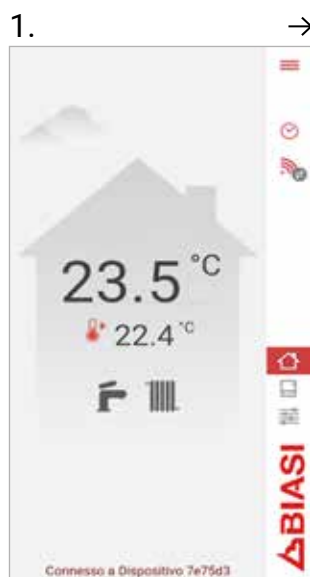 1. →
23.5 °C
22.4 °C
BIASI
Connesso a Dispositivo 7e75d3